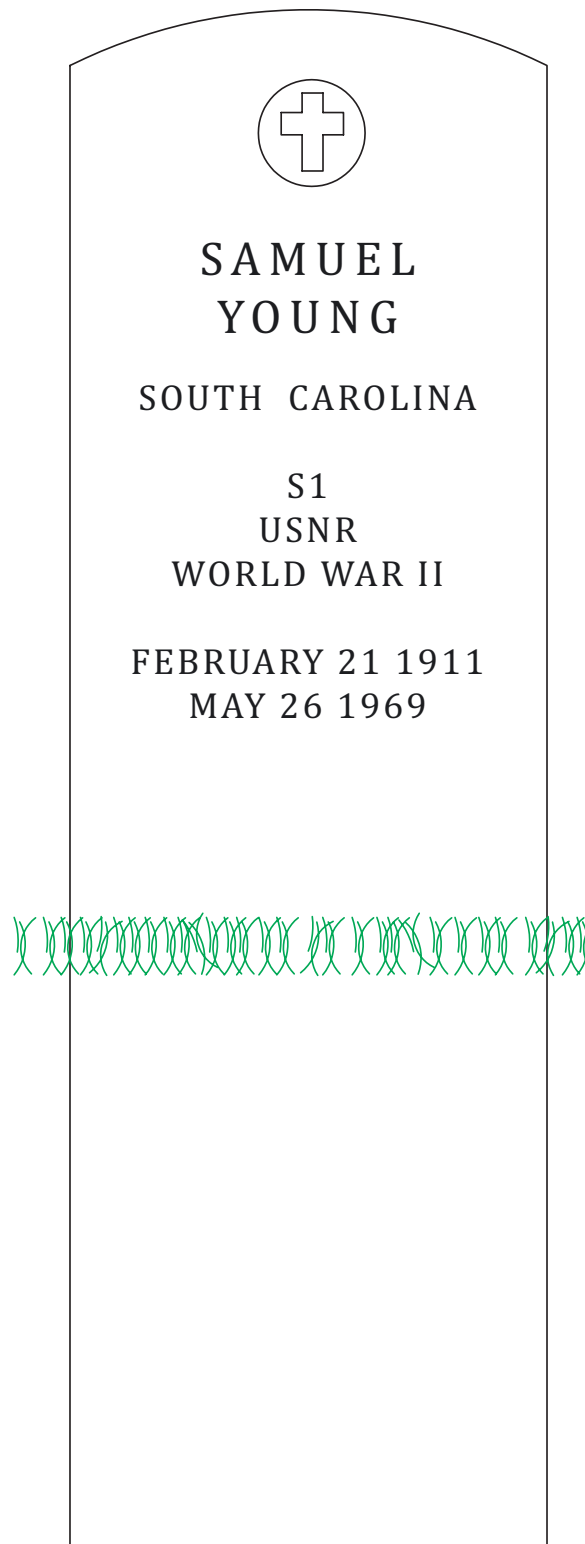 SAMUEL
YOUNG
SOUTH CAROLINA
S1
USNR
WORLD WAR II
FEBRUARY 21 1911
MAY 26 1969